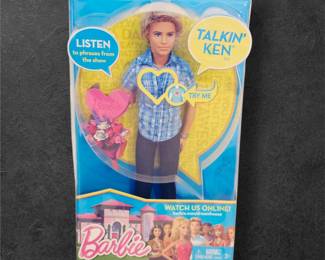 LISTEN
to phrases from
the show
TALKIN'
KEN
TRY ME
WATCH US ONLINE!
Barbie